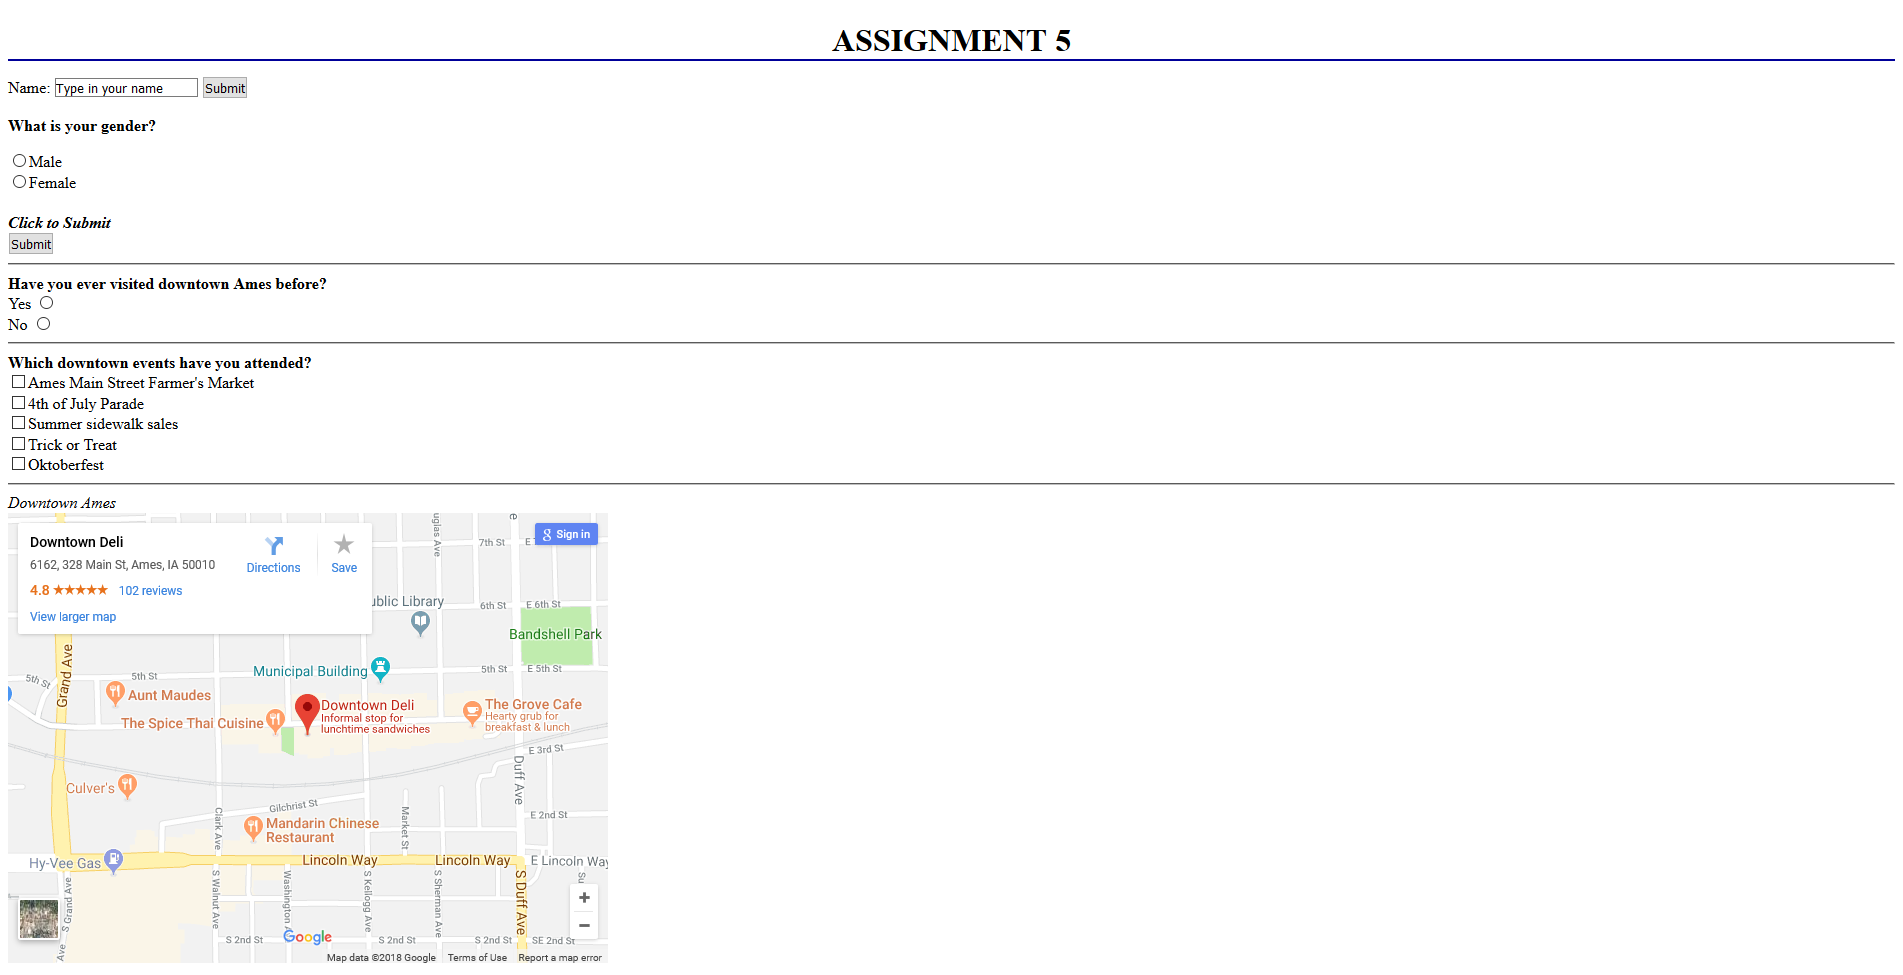 ASSIGNMENT 5
Name: Type in your name Submit
What is your gender?
Male
Female
Click to Submit
Submit
Have you ever visited downtown Ames before?
Yes
No
Which downtown events have you attended?
Ames Main Street Farmer's Market
4th of July Parade
Summer sidewalk sales
Trick or Treat
Oktoberfest
Downtown Ames
Downtown Deli
6162, 328 Main St, Ames, IA 50010
4.8 ★★★★★ 102 reviews
View larger map
Directions
Save
Sign in
uglas Ave
7th St
ublic Library
6th St
E 6th St
Bandshell Park
Municipal Building
5th St
E 5th St
5th St
5th St
Grand Ave
Aunt Maudes
The Spice Thai Cuisine
Downtown Deli
Informal stop for
lunchtime sandwiches
The Grove Cafe
Hearty grub for
breakfast & lunch
E 3rd St
Duff Ave
Culver's
Gilchrist St
Clark Ave
Market St
E 2nd St
Mandarin Chinese
Restaurant
Hy-Vee Gas
Lincoln Way
Lincoln Way
E Lincoln Way
S Grand Ave
S Walnut Ave
Washington A
S Kellogg Ave
S Sherman Ave
S Duff Ave
Su
Ave
S 2nd St
S 2nd St
S 2nd St
SE 2nd St
Google
Map data ©2018 Google Terms of Use Report a map error